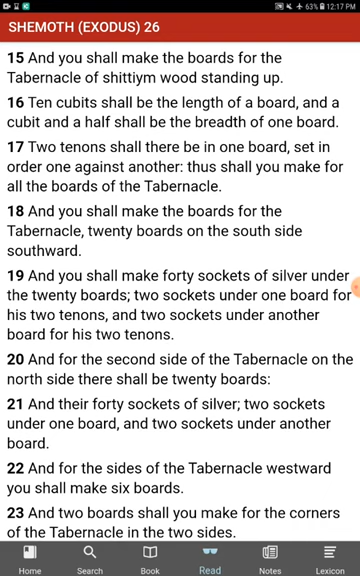 63% 12:17 PM
SHEMOTH (EXODUS) 26
15 And you shall make the boards for the
Tabernacle of shittiym wood standing up.
16 Ten cubits shall be the length of a board, and a
cubit and a half shall be the breadth of one board.
17 Two tenons shall there be in one board, set in
order one against another: thus shall you make for
all the boards of the Tabernacle.
18 And you shall make the boards for the
Tabernacle, twenty boards on the south side
southward.
19 And you shall make forty sockets of silver under
the twenty boards; two sockets under one board for
his two tenons, and two sockets under another
board for his two tenons.
20 And for the second side of the Tabernacle on the
north side there shall be twenty boards:
21 And their forty sockets of silver; two sockets
under one board, and two sockets under another
board.
22 And for the sides of the Tabernacle westward
you shall make six boards.
23 And two boards shall you make for the corners
of the Tabernacle in the two sides.
Home Search Book Read Notes Lexicon